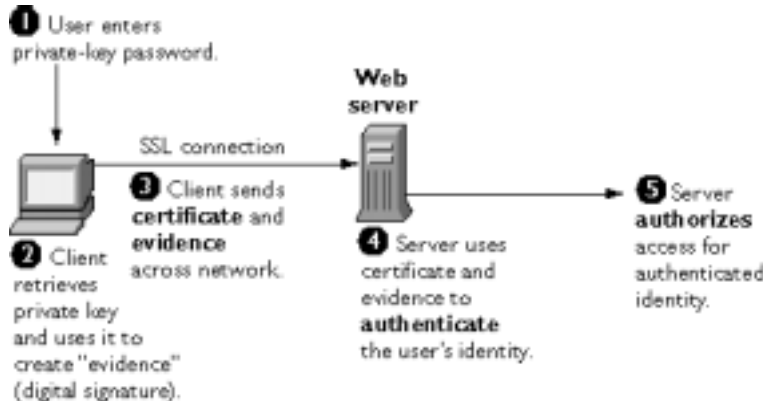 1 User enters
private-key password.
Web
server
SSL connection
3 Client sends
certificate and
evidence
across network.
2 Client
retrieves
private key
and uses it to
create "evidence"
(digital signature).
4 Server uses
certificate and
evidence to
authenticate
the user's identity.
5 Server
authorizes
access for
authenticated
identity.